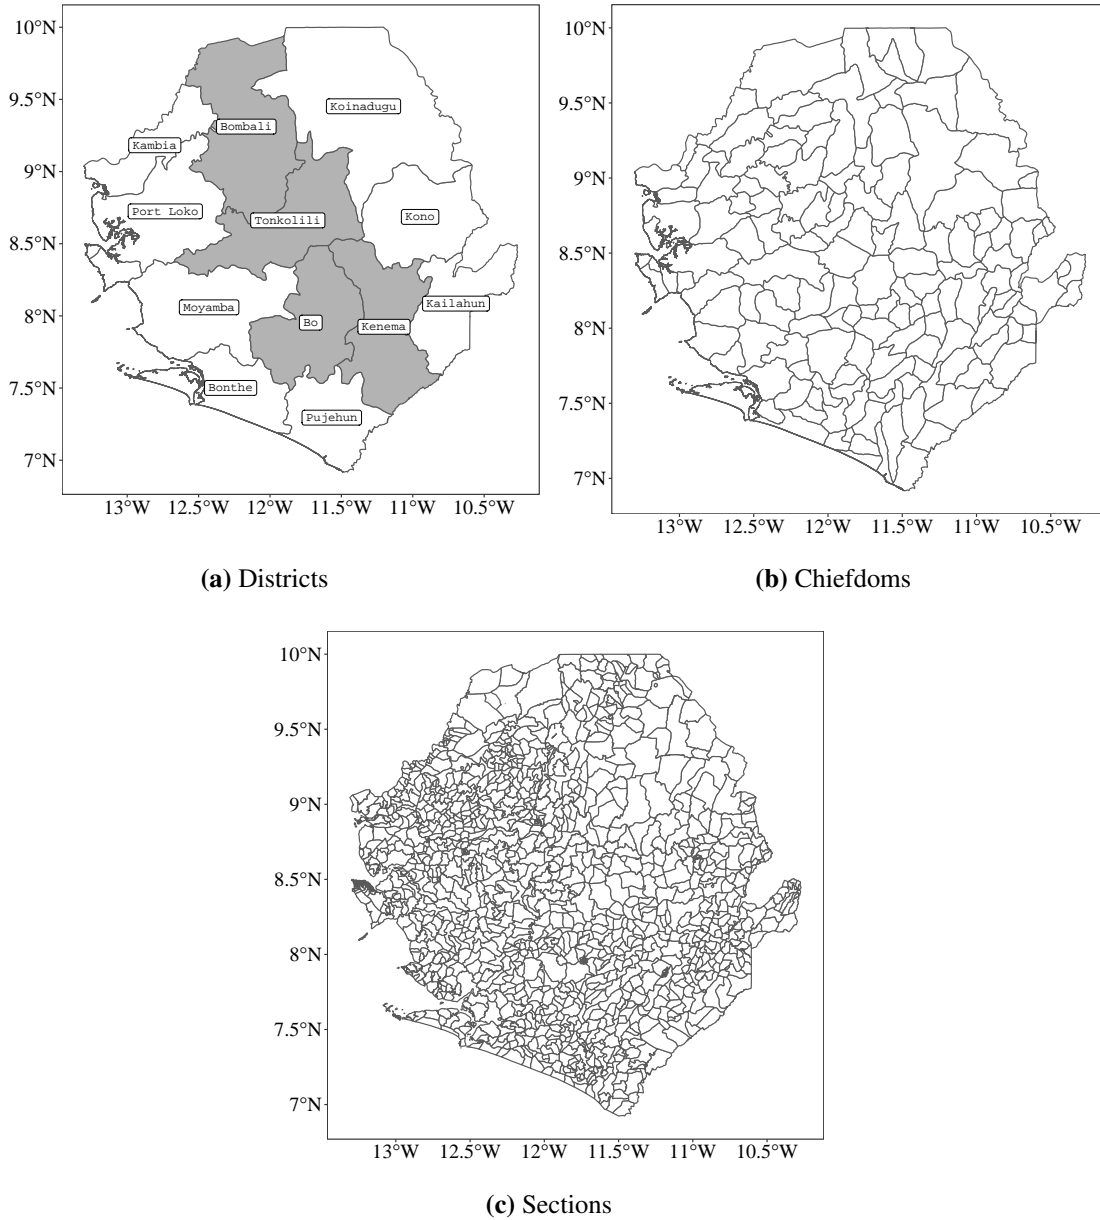 10°N
9.5°N
9°N
8.5°N
8°N
7.5°N
7°N
Koinadugu
Bombali
Kambia
Port Loko
Tonkolili
Kono
Moyamba
Kailahun
Bo
Kenema
Bonthe
Pujehun
13°W 12.5°W 12°W 11.5°W 11°W 10.5°W
(a) Districts
10°N
9.5°N
9°N
8.5°N
8°N
7.5°N
7°N
13°W 12.5°W 12°W 11.5°W 11°W 10.5°W
(b) Chiefdoms
10°N
9.5°N
9°N
8.5°N
8°N
7.5°N
7°N
13°W 12.5°W 12°W 11.5°W 11°W 10.5°W
(c) Sections